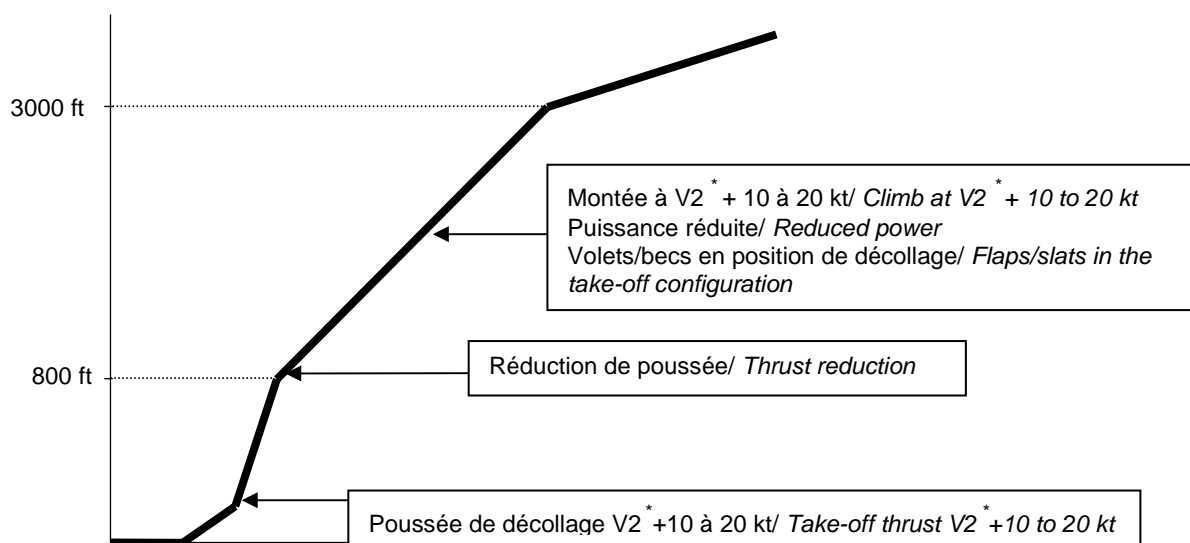 3000 ft
Montée à V2 * + 10 à 20 kt/ Climb at V2 * + 10 to 20 kt
Puissance réduite/ Reduced power
Volets/becs en position de décollage/ Flaps/slats in the
take-off configuration
Réduction de poussée/ Thrust reduction
800 ft
Poussée de décollage V2 *+10 à 20 kt/ Take-off thrust V2 *+10 to 20 kt